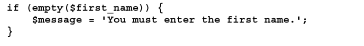 if (empty($first_name)) {
    $message = 'You must enter the first name.';
}